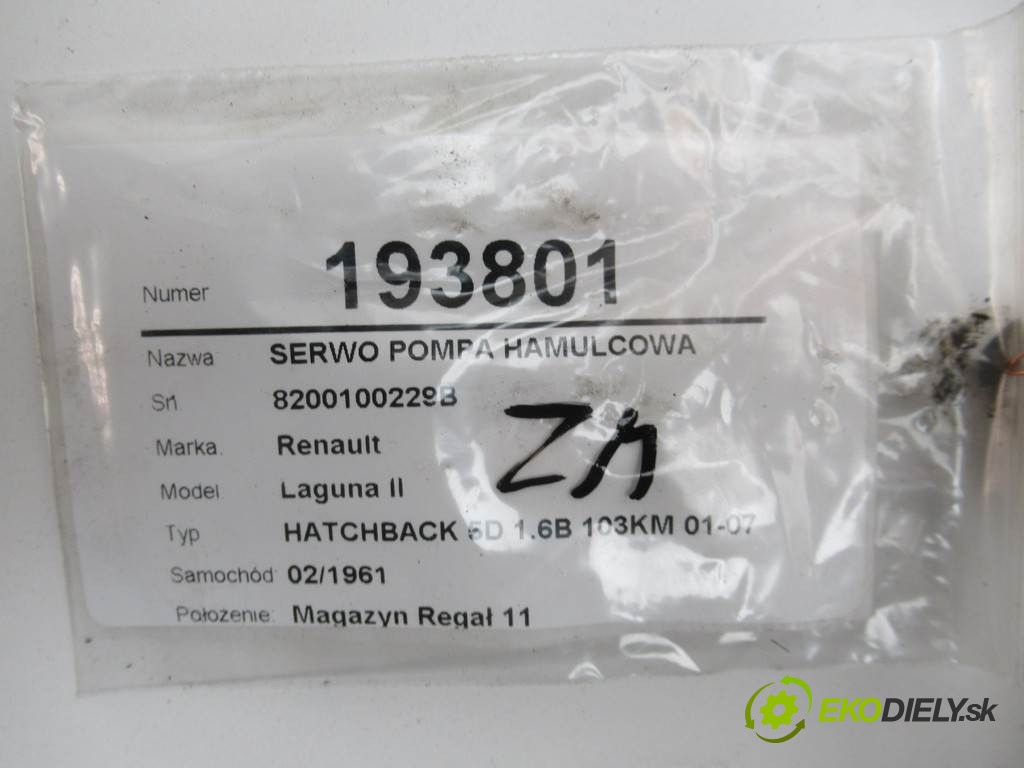 Numer 193801
Nazwa SERWO POMPA HAMULCOWA
Sn. 8200100229B
Marka. Renault
Model Laguna II
Typ HATCHBACK 5D 1.6B 103KM 01-07
Samochód: 02/1961
Położenie: Magazyn Regał 11
EKODIELY.sk